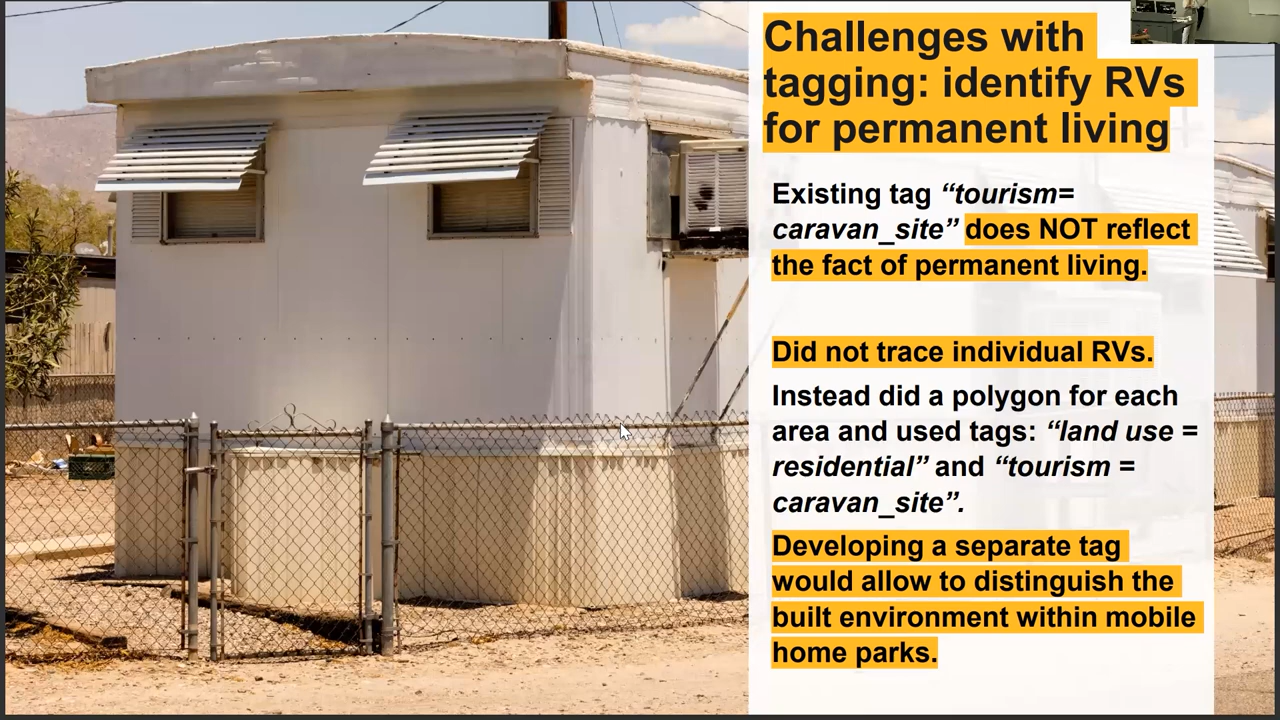 Challenges with
tagging: identify RVs
for permanent living
Existing tag “tourism=
caravan_site” does NOT reflect
the fact of permanent living.
Did not trace individual RVs.
Instead did a polygon for each
area and used tags: “land use =
residential” and “tourism =
caravan_site”.
Developing a separate tag
would allow to distinguish the
built environment within mobile
home parks.